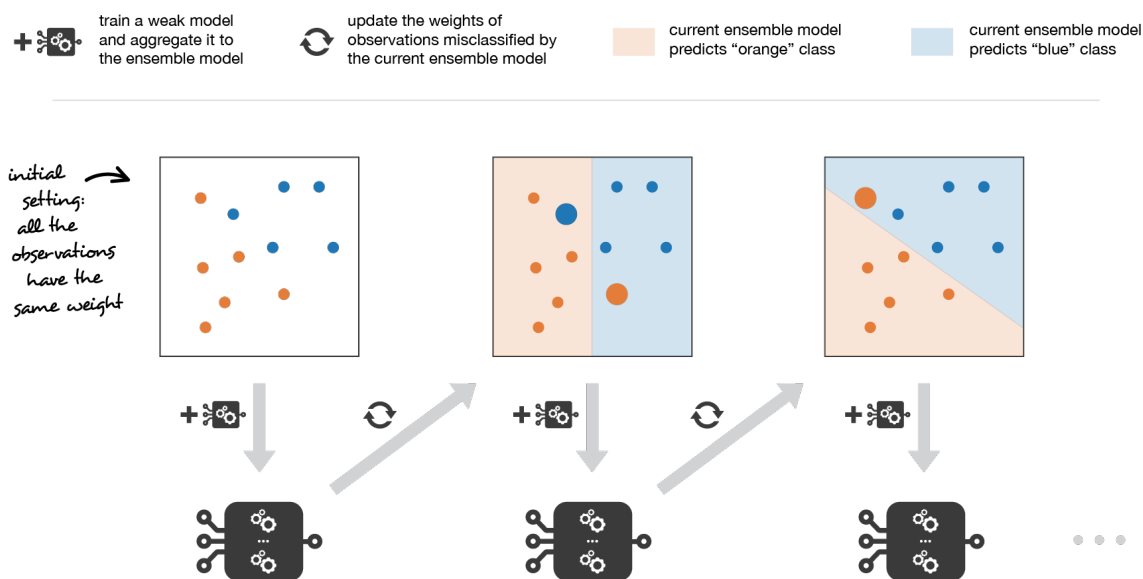 train a weak model
and aggregate it to
the ensemble model
update the weights of
observations misclassified by
the current ensemble model
current ensemble model
predicts “orange” class
current ensemble model
predicts “blue” class
initial
setting:
all the
observations
have the
same weight